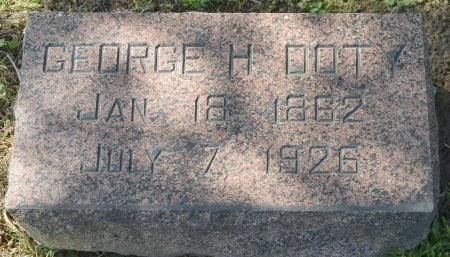 GEORGE H. DOTY
JAN. 18, 1862
JULY 7, 1926